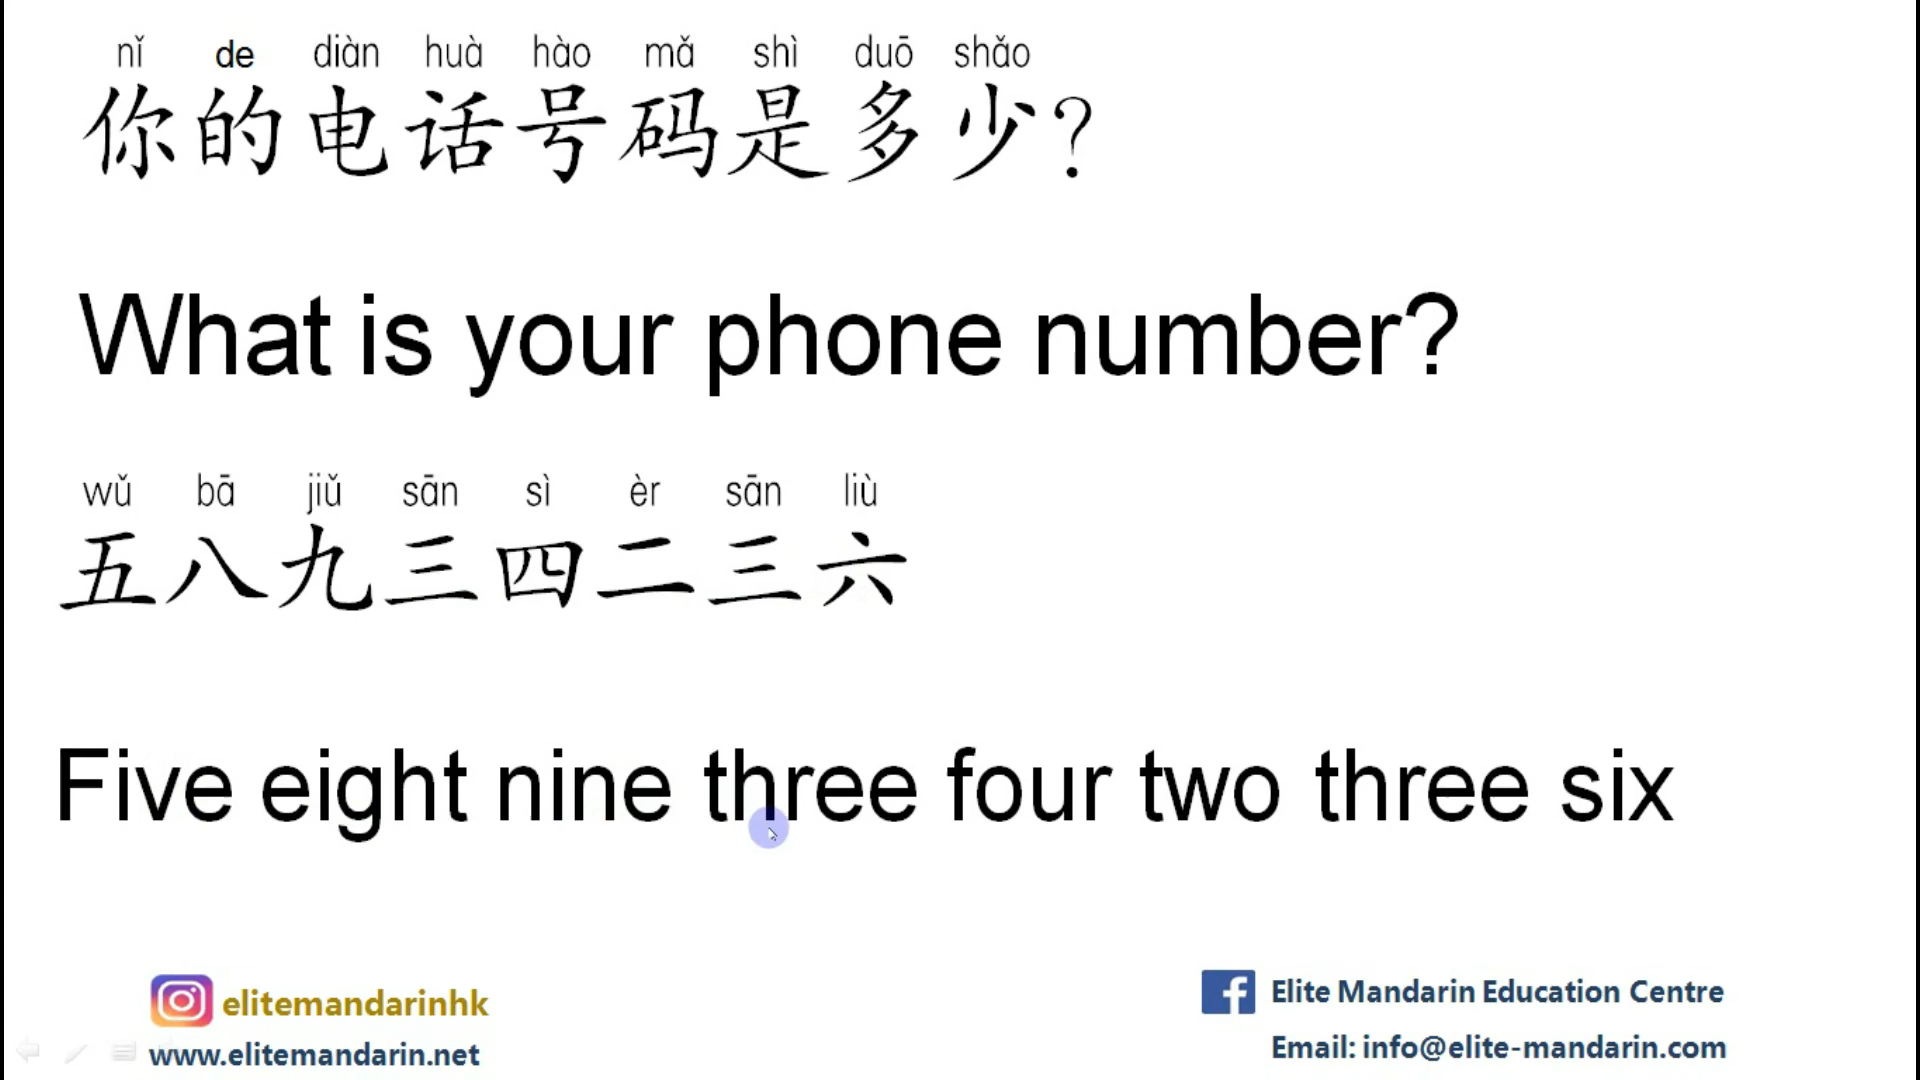 nǐ de diàn huà hào mǎ shì duō shǎo
你的电话号码是多少?
What is your phone number?
wǔ bā jiǔ sān sì èr sān liù
五八九三四二三六
Five eight nine three four two three six
elitemandarinhk
www.elitemandarin.net
Elite Mandarin Education Centre
Email: info@elite-mandarin.com